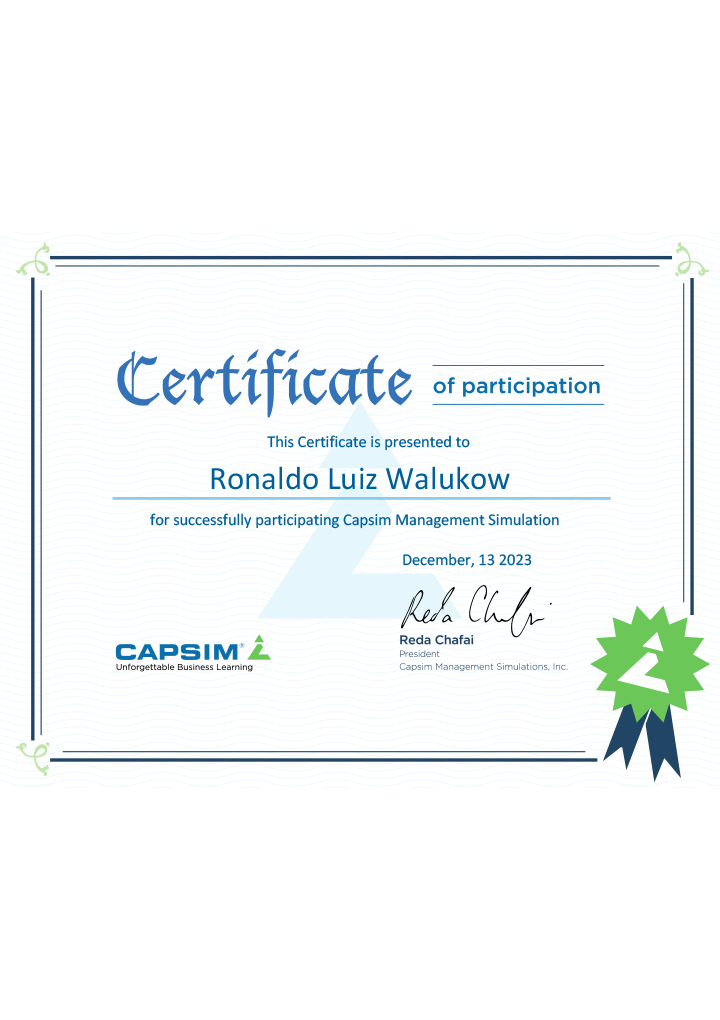 Certificate of participation
This Certificate is presented to
Ronaldo Luiz Walukow
for successfully participating Capsim Management Simulation
December, 13 2023
Reda Chafai
Reda Chafai
President
Capsim Management Simulations, Inc.
CAPSIM®
Unforgettable Business Learning